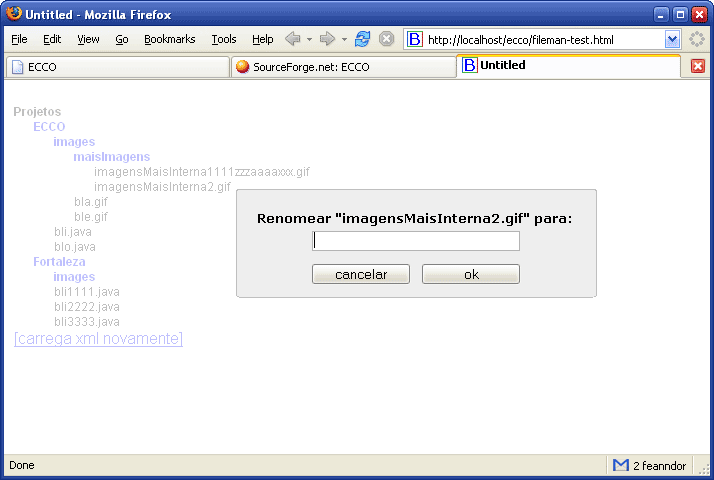 Untitled - Mozilla Firefox
File Edit View Go Bookmarks Tools Help B http://localhost/ecco/fileman-test.html
ECCO SourceForge.net: ECCO B Untitled
Projetos
ECCO
images
maisImagens
imagensMaisInterna1111zzzaaaaxxx.gif
imagensMaisInterna2.gif
bla.gif
ble.gif
bli.java
blo.java
Fortaleza
images
bli1111.java
bli2222.java
bli3333.java
[carrega xml novamente]
Renomear "imagensMaisInterna2.gif" para:
cancelar ok
Done 2 feanndor